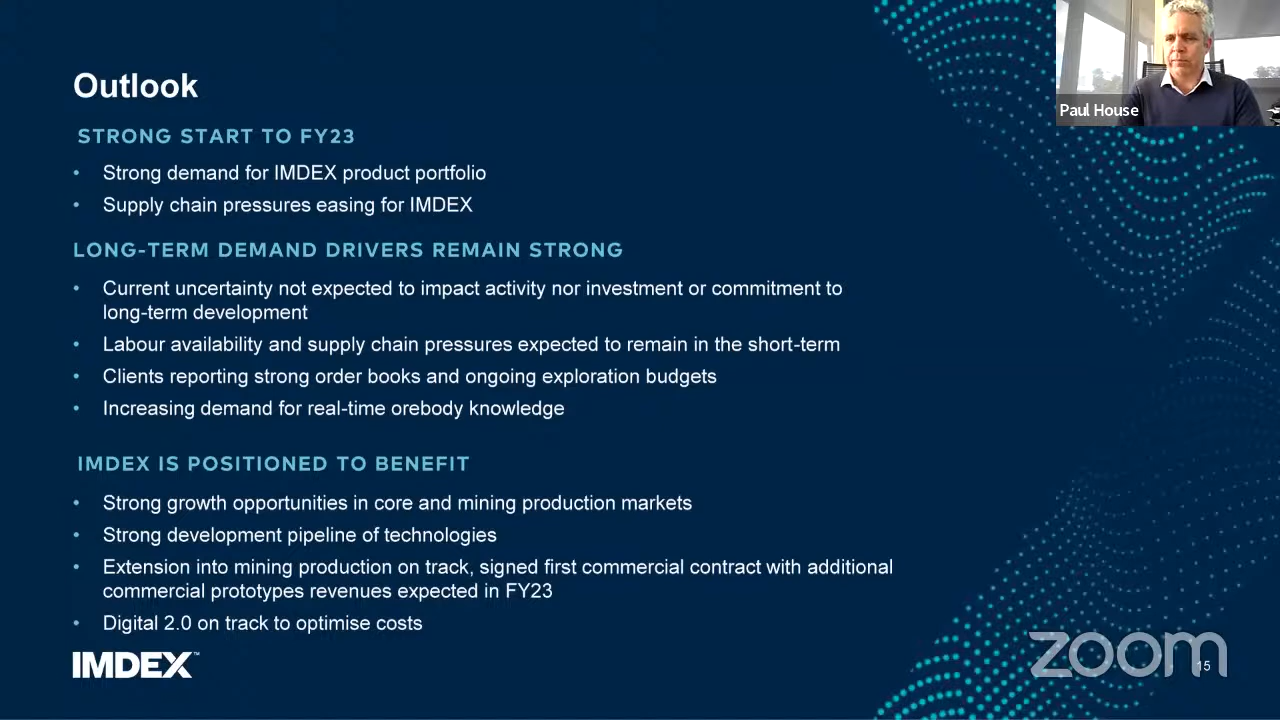 Outlook
Paul House
STRONG START TO FY23
• Strong demand for IMDEX product portfolio
• Supply chain pressures easing for IMDEX
LONG-TERM DEMAND DRIVERS REMAIN STRONG
• Current uncertainty not expected to impact activity nor investment or commitment to
long-term development
• Labour availability and supply chain pressures expected to remain in the short-term
• Clients reporting strong order books and ongoing exploration budgets
• Increasing demand for real-time orebody knowledge
IMDEX IS POSITIONED TO BENEFIT
• Strong growth opportunities in core and mining production markets
• Strong development pipeline of technologies
• Extension into mining production on track, signed first commercial contract with additional
commercial prototypes revenues expected in FY23
• Digital 2.0 on track to optimise costs
IMDEX™
zoom
15